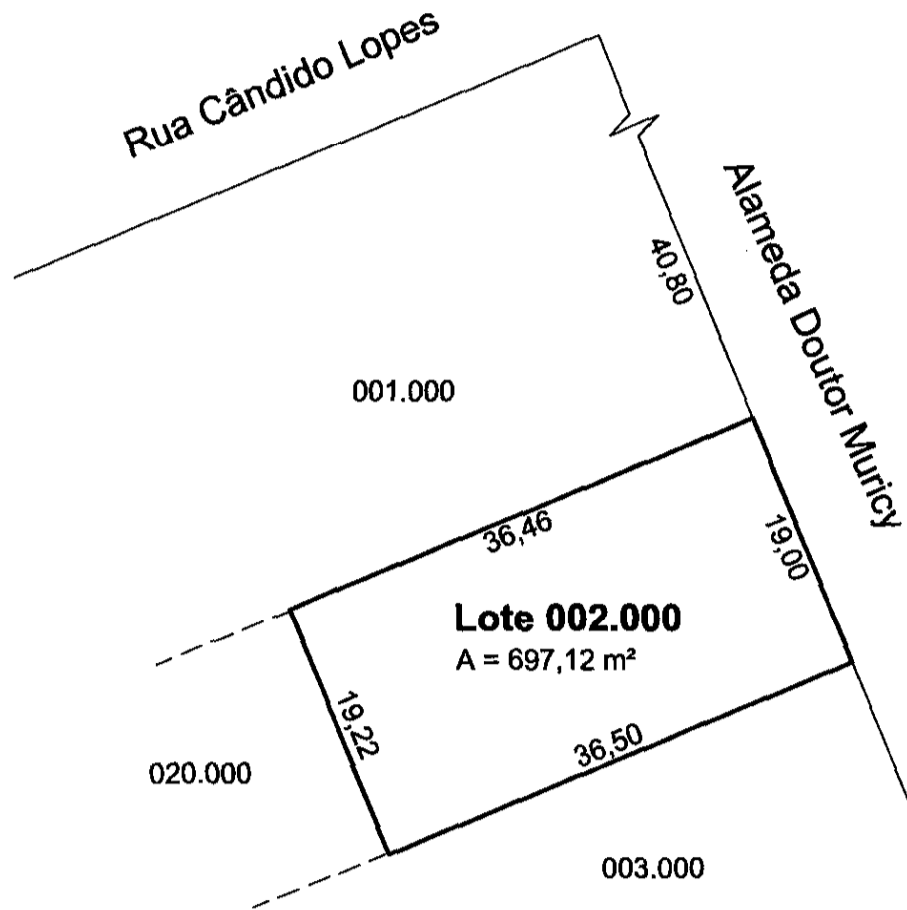 Rua Cândido Lopes
Alameda Doutor Muricy
40,80
001.000
36,46
19,00
Lote 002.000
A = 697,12 m²
19,22
36,50
020.000
003.000